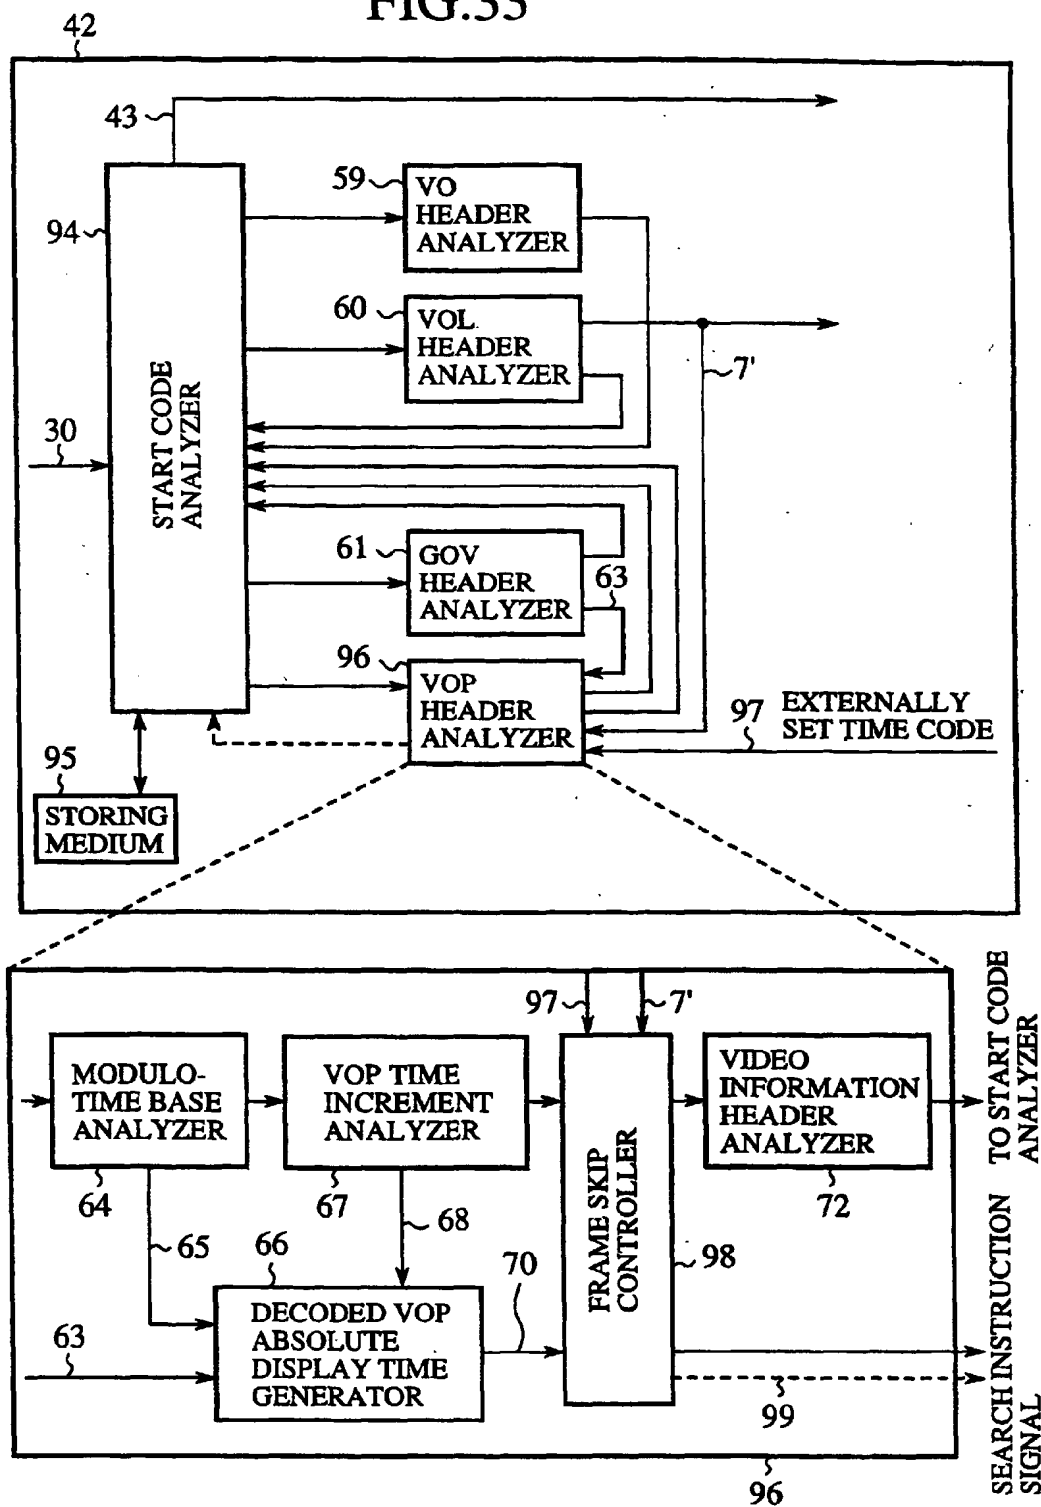 FIG.33
42
43
59
VO
HEADER
ANALYZER
94
60
VOL
HEADER
ANALYZER
7'
START CODE
ANALYZER
30
61
GOV
HEADER
ANALYZER
63
96
VOP
HEADER
ANALYZER
97
EXTERNALLY
SET TIME CODE
95
STORING
MEDIUM
97
7'
MODULO-
TIME BASE
ANALYZER
VOP TIME
INCREMENT
ANALYZER
VIDEO
INFORMATION
HEADER
ANALYZER
TO START CODE
ANALYZER
64
67
72
FRAME SKIP
CONTROLLER
65
68
66
70
98
DECODED VOP
ABSOLUTE
DISPLAY TIME
GENERATOR
63
99
SEARCH INSTRUCTION
SIGNAL
96